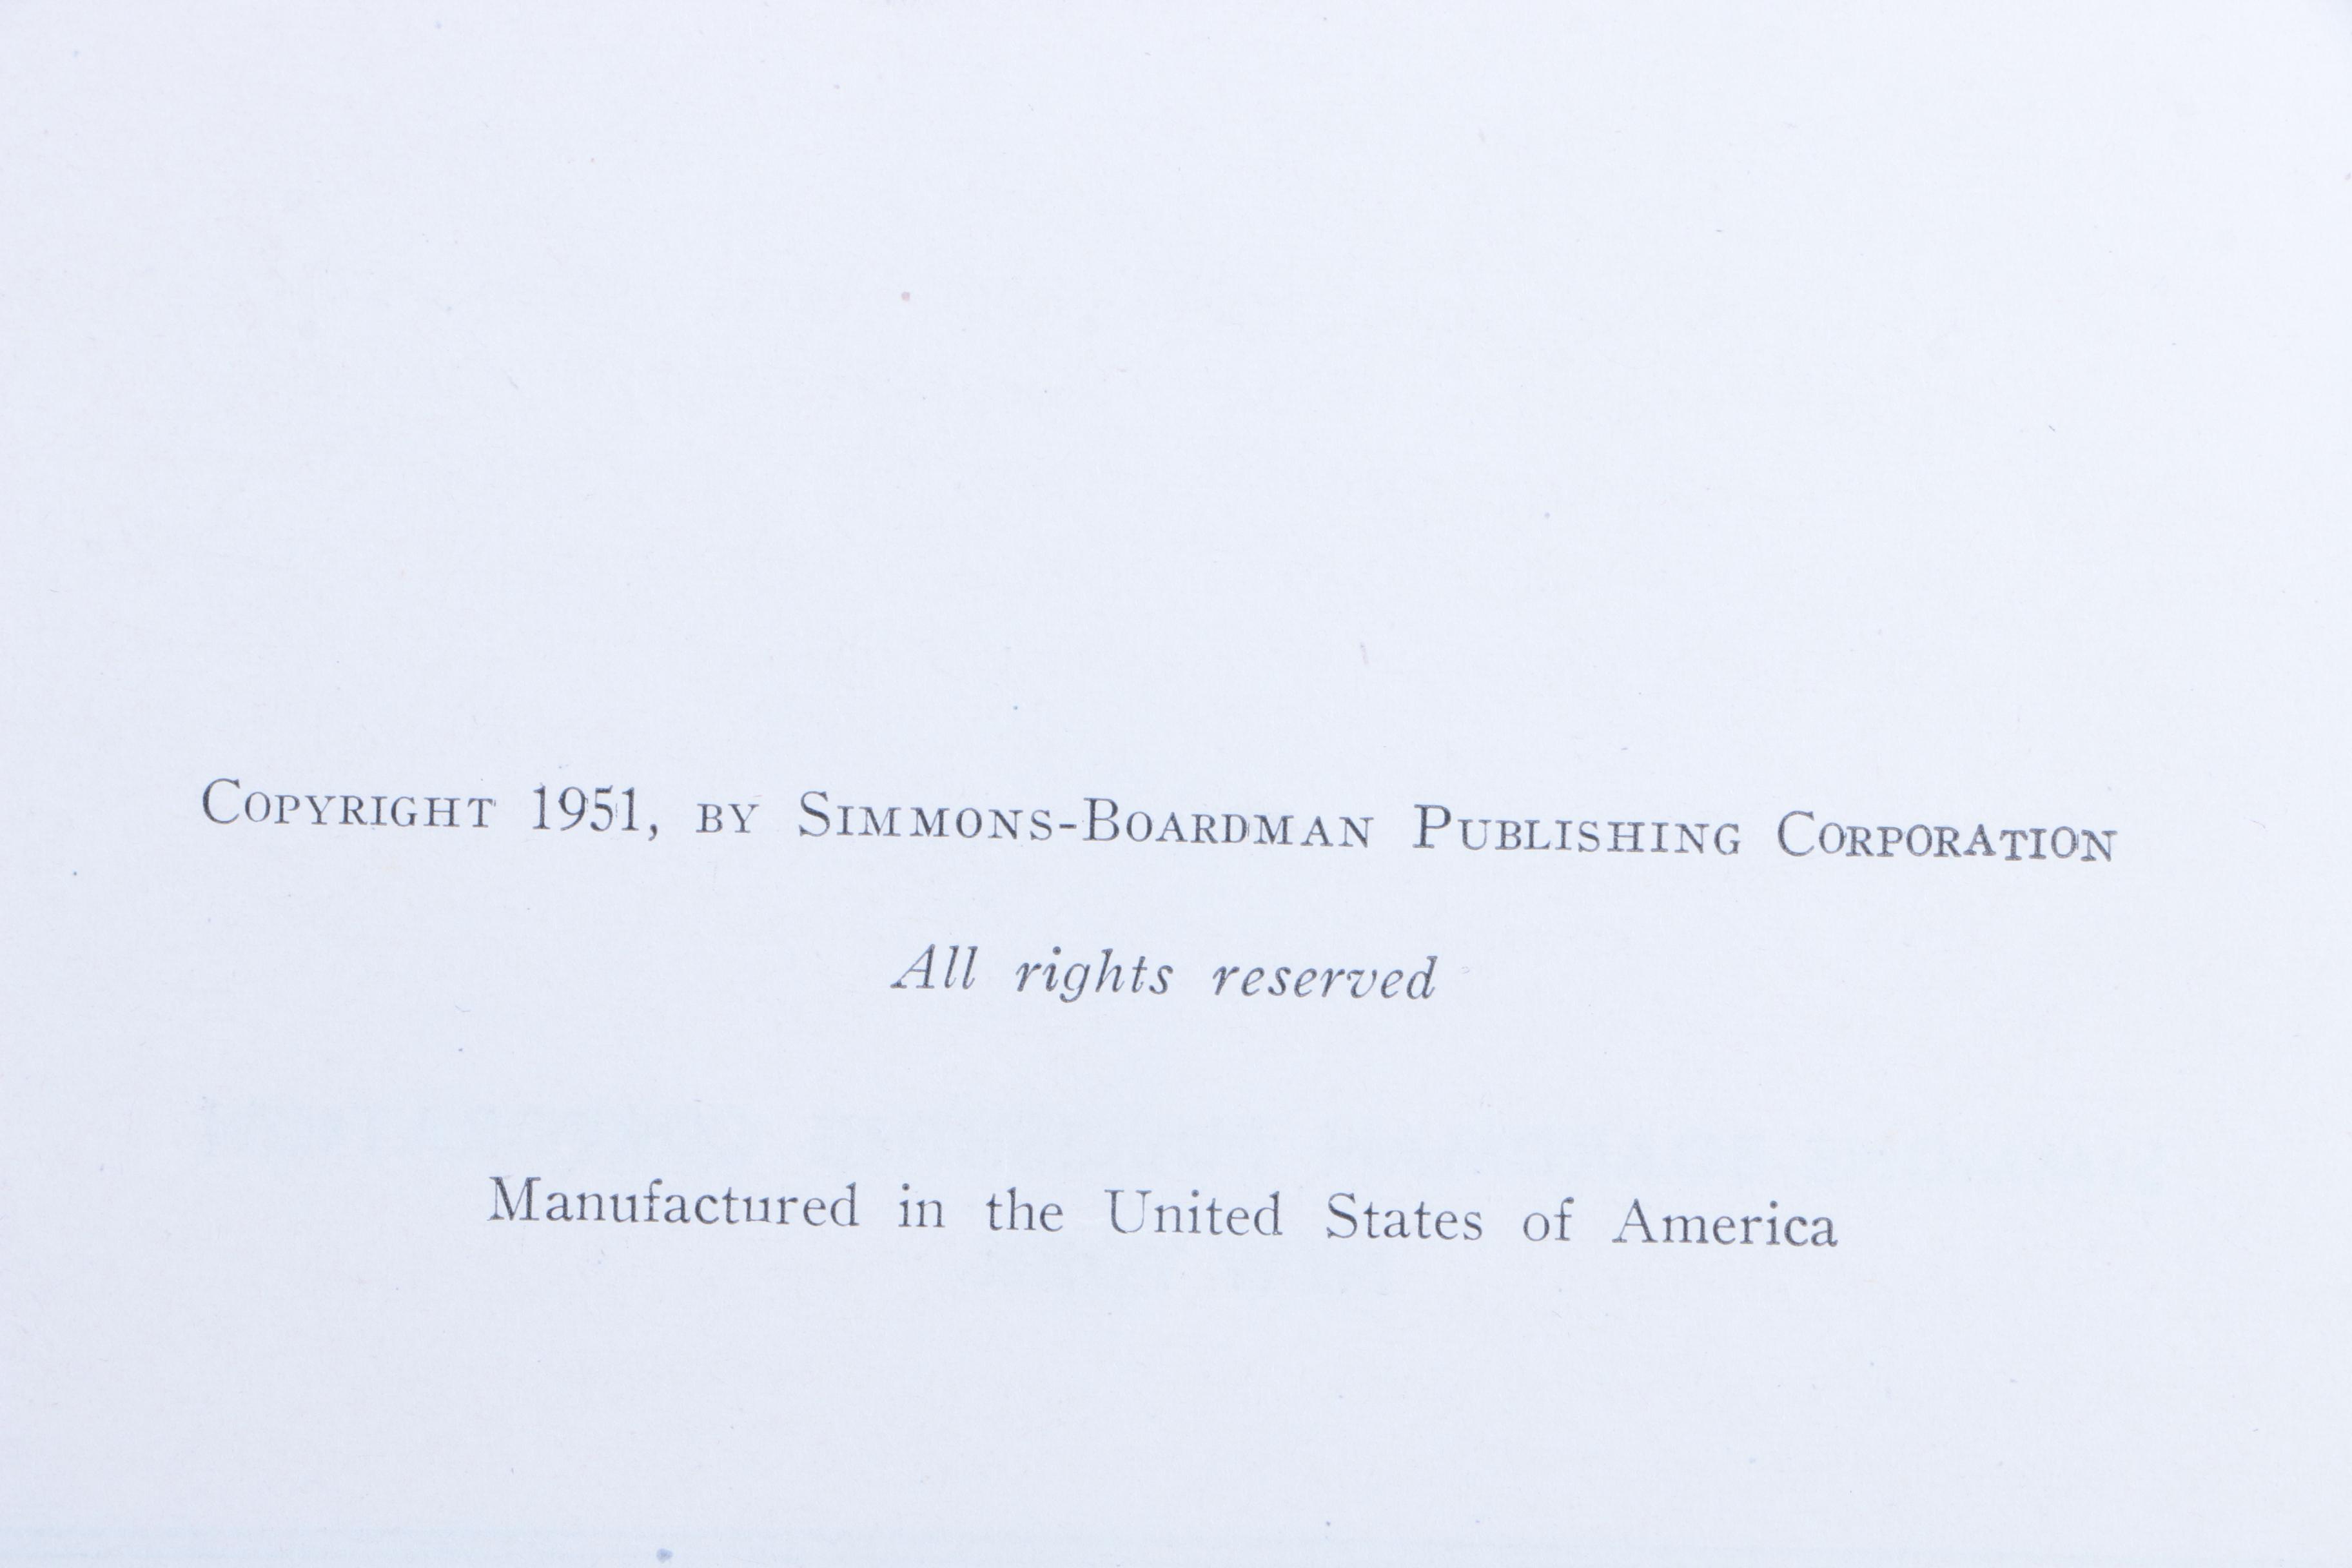 Copyright 1951, by Simmons-Boardman Publishing Corporation
All rights reserved
Manufactured in the United States of America